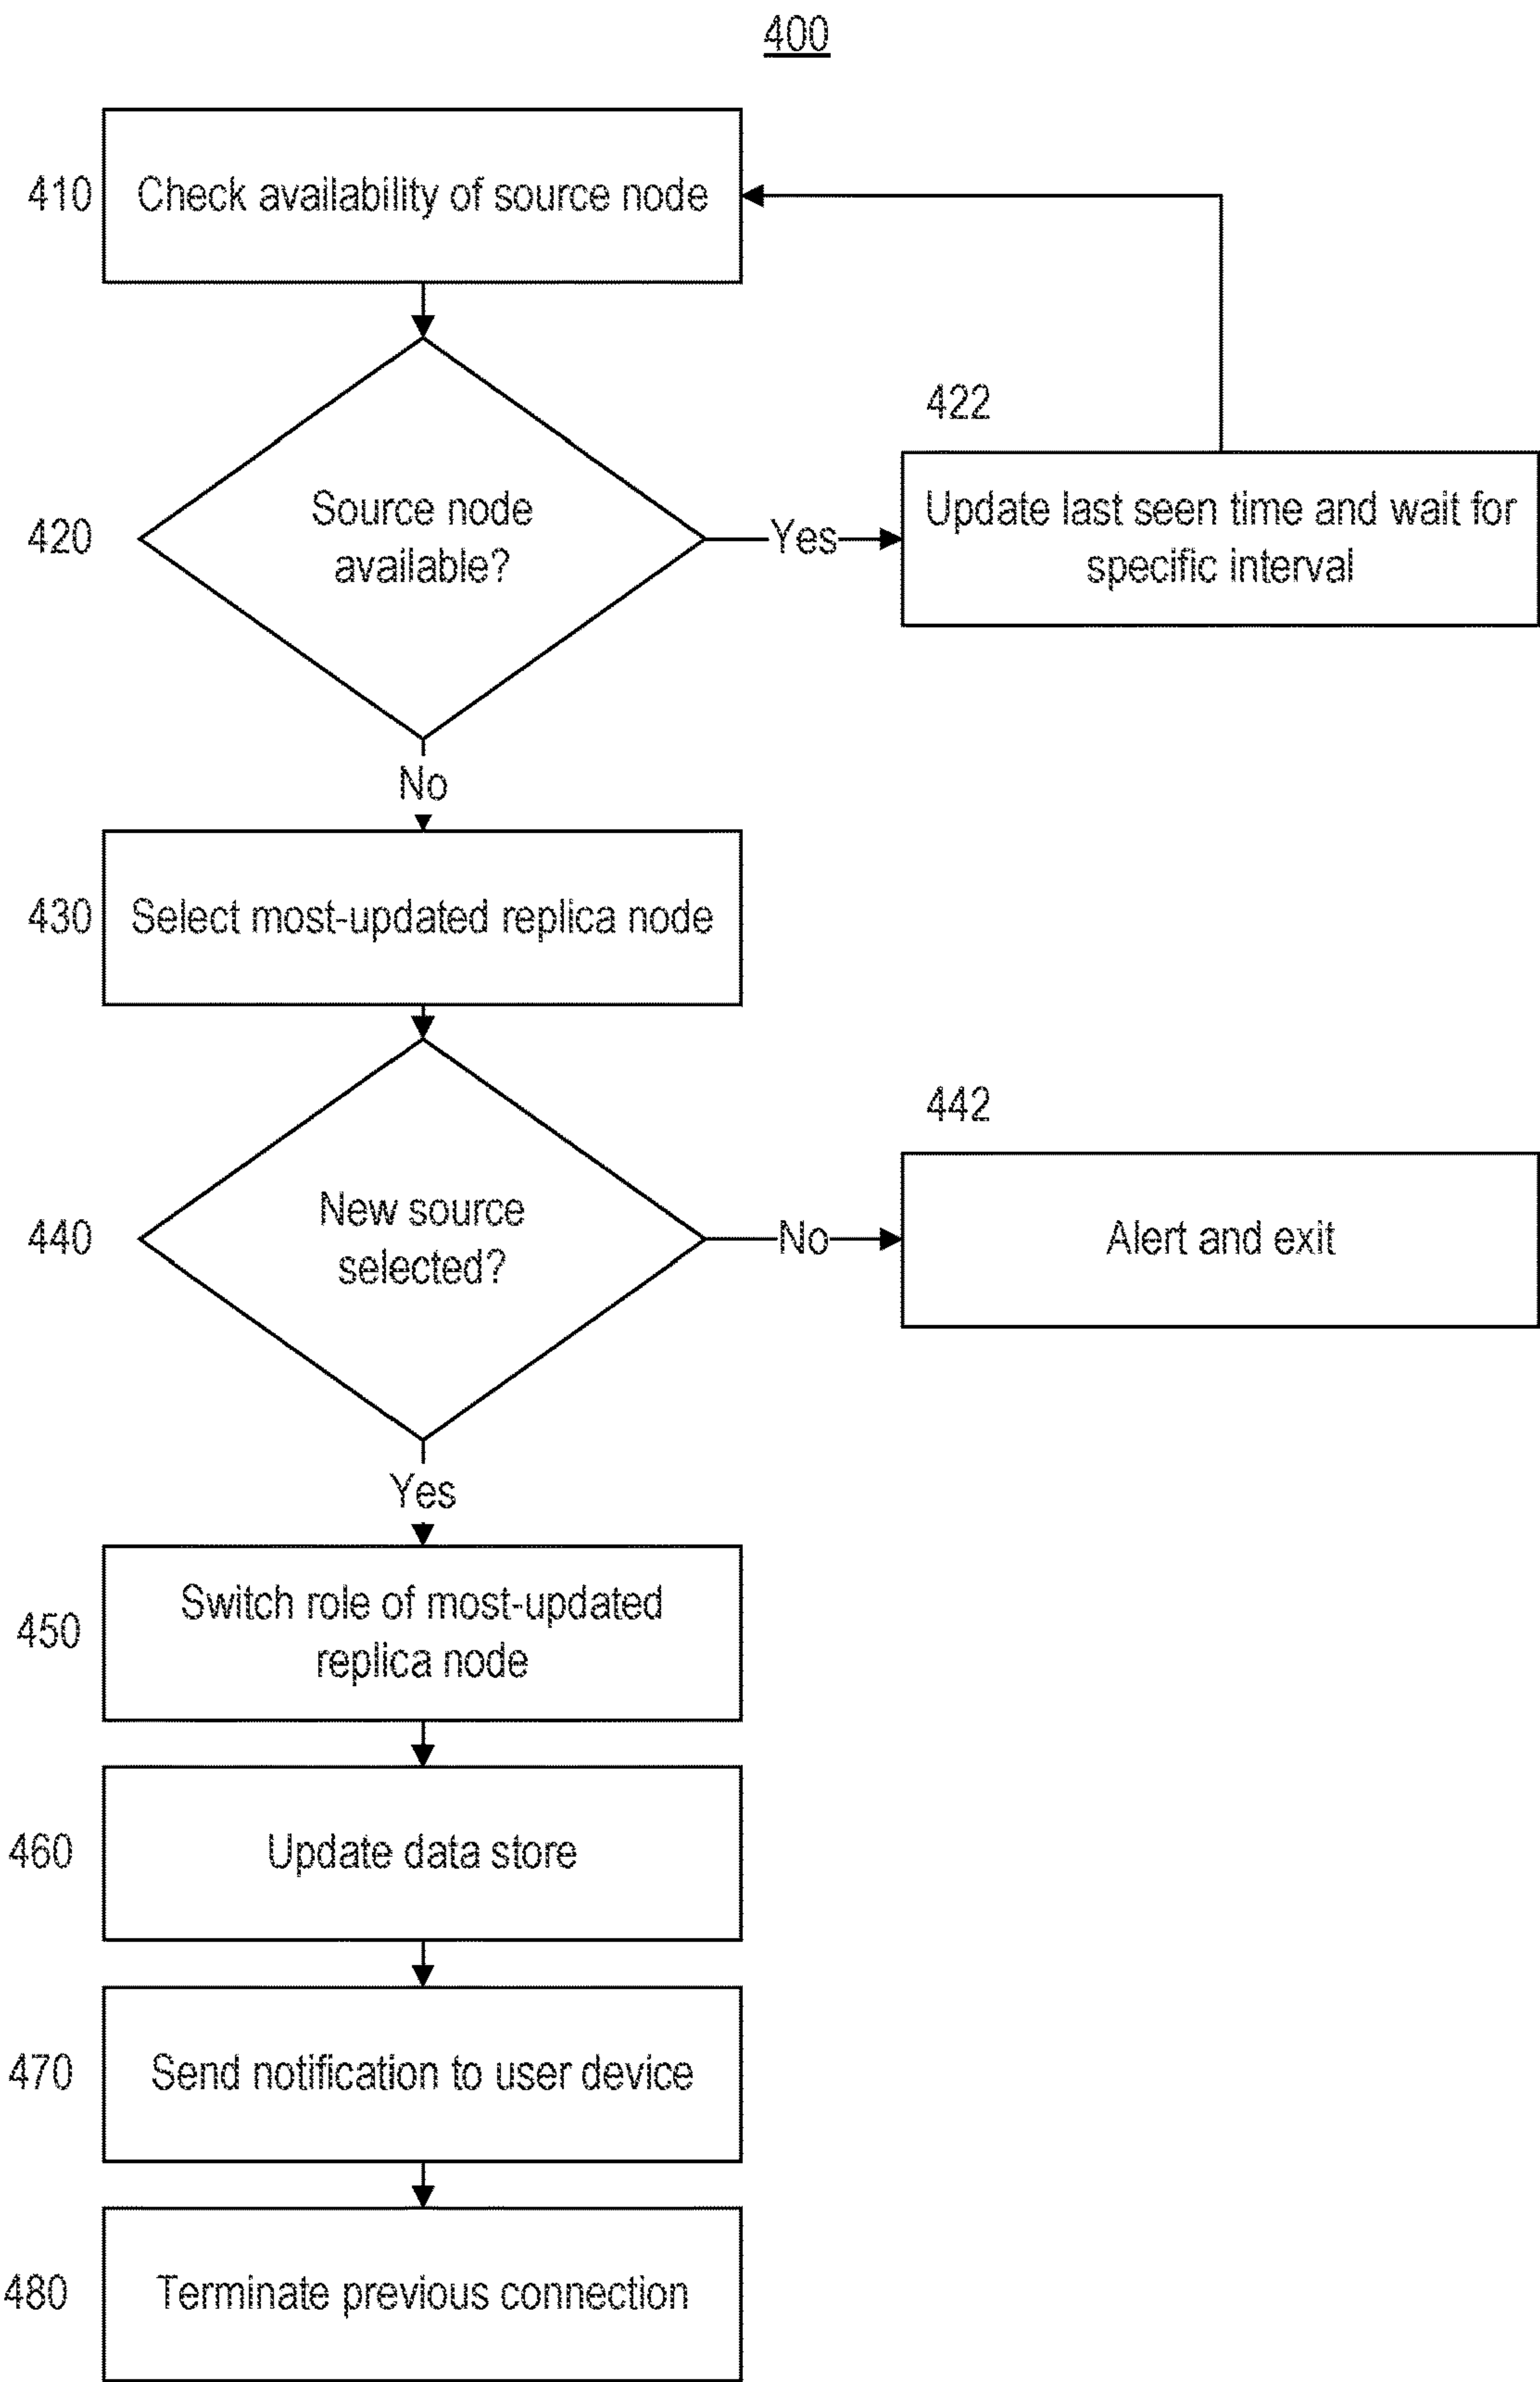 400
410
Check availability of source node
422
420
Source node
available?
Yes
Update last seen time and wait for
specific interval
No
430
Select most-updated replica node
442
440
New source
selected?
No
Alert and exit
Yes
450
Switch role of most-updated
replica node
460
Update data store
470
Send notification to user device
480
Terminate previous connection